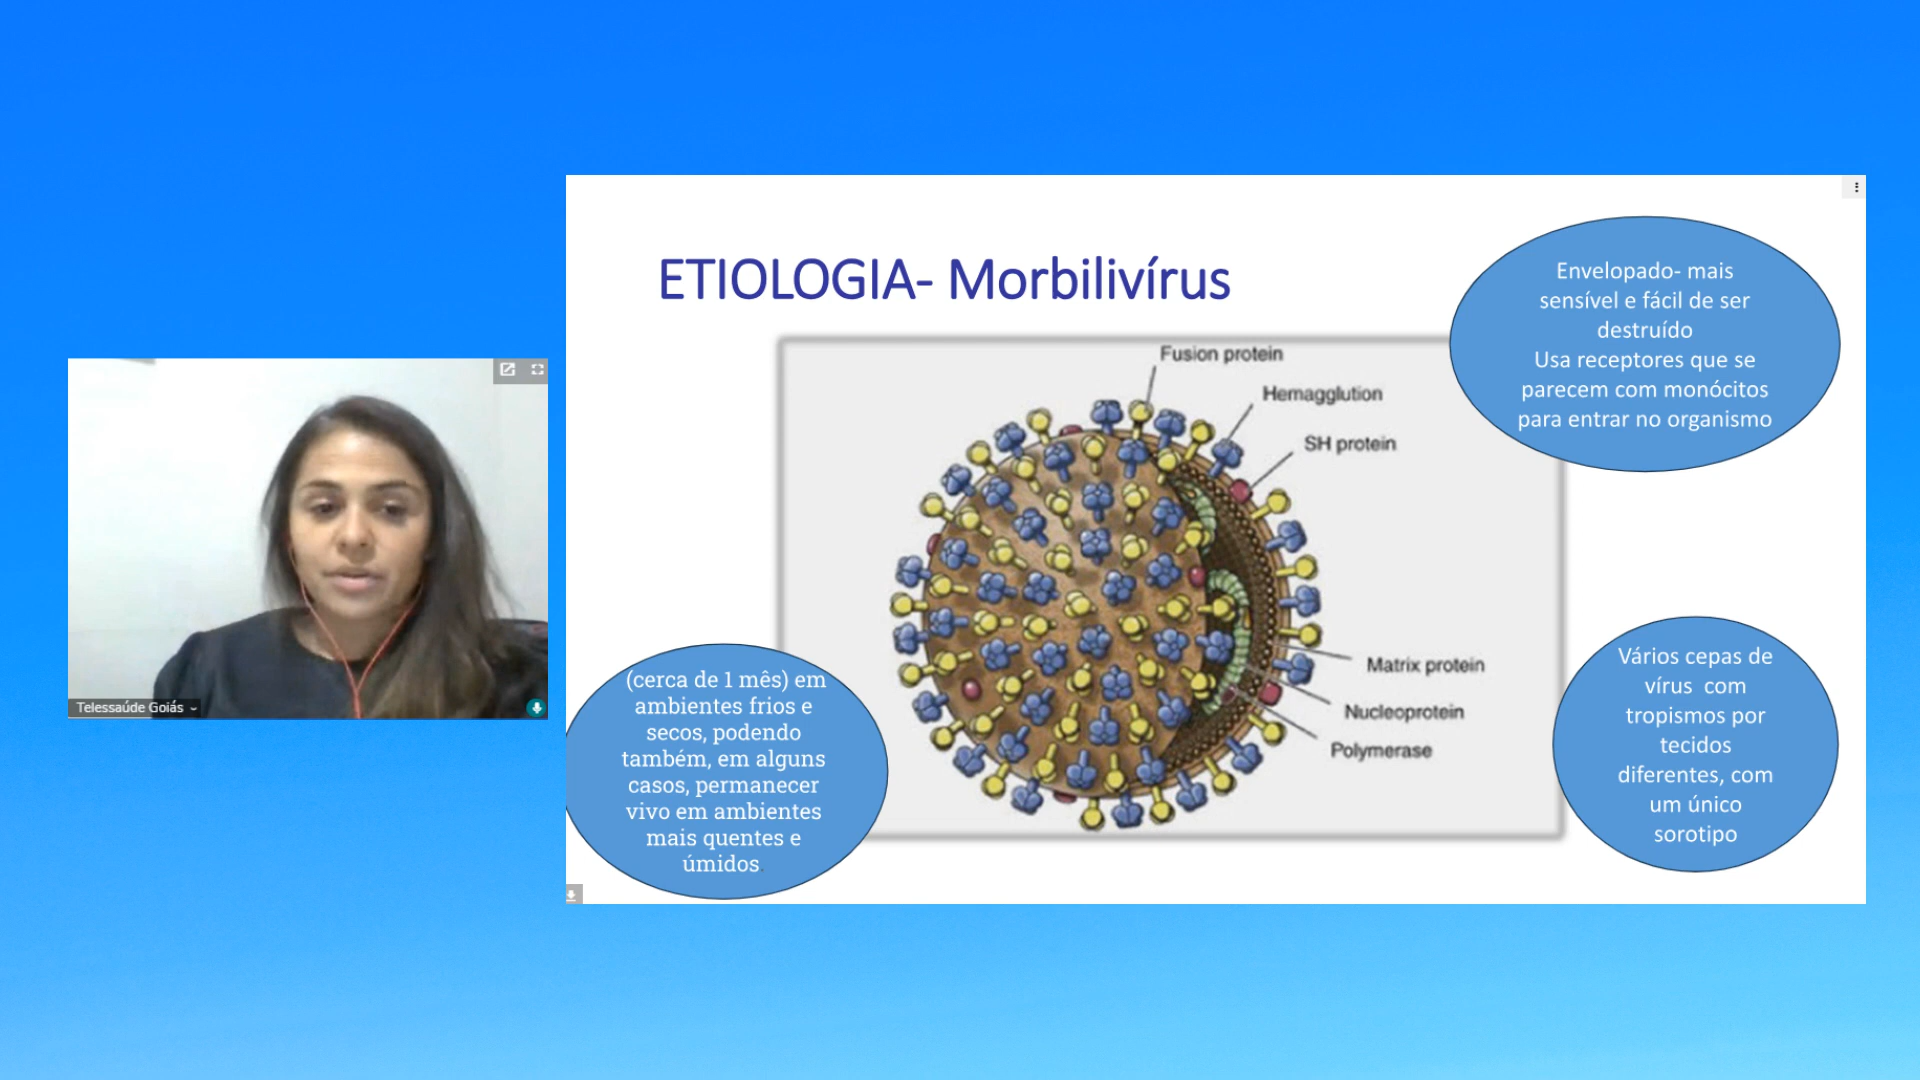 ETIOLOGIA- Morbilivírus
Envelopado- mais
sensível e fácil de ser
destruído
Usa receptores que se
parecem com monócitos
para entrar no organismo
Fusion protein
Hemagglution
SH protein
Matrix protein
Nucleoprotein
Polymerase
(cerca de 1 mês) em
ambientes frios e
secos, podendo
também, em alguns
casos, permanecer
vivo em ambientes
mais quentes e
úmidos.
Vários cepas de
vírus com
tropismos por
tecidos
diferentes, com
um único
sorotipo
Telessaúde Goiás